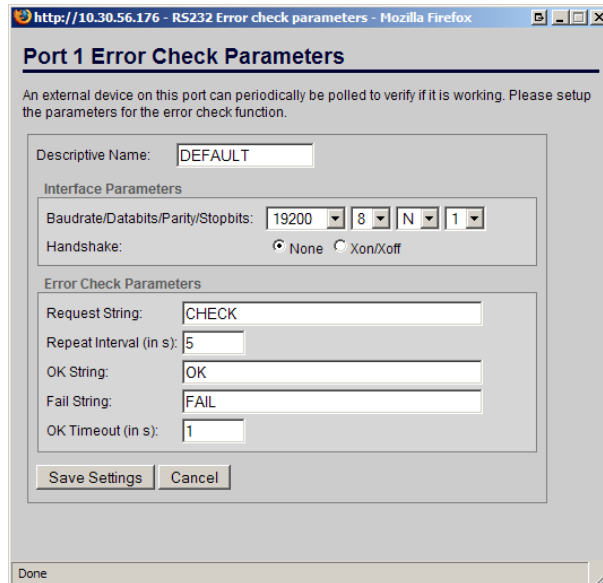 http://10.30.56.176 - RS232 Error check parameters - Mozilla Firefox
Port 1 Error Check Parameters
An external device on this port can periodically be polled to verify if it is working. Please setup
the parameters for the error check function.
Descriptive Name: DEFAULT
Interface Parameters
Baudrate/Databits/Parity/Stopbits: 19200 8 N 1
Handshake: None Xon/Xoff
Error Check Parameters
Request String: CHECK
Repeat Interval (in s): 5
OK String: OK
Fail String: FAIL
OK Timeout (in s): 1
Save Settings Cancel
Done